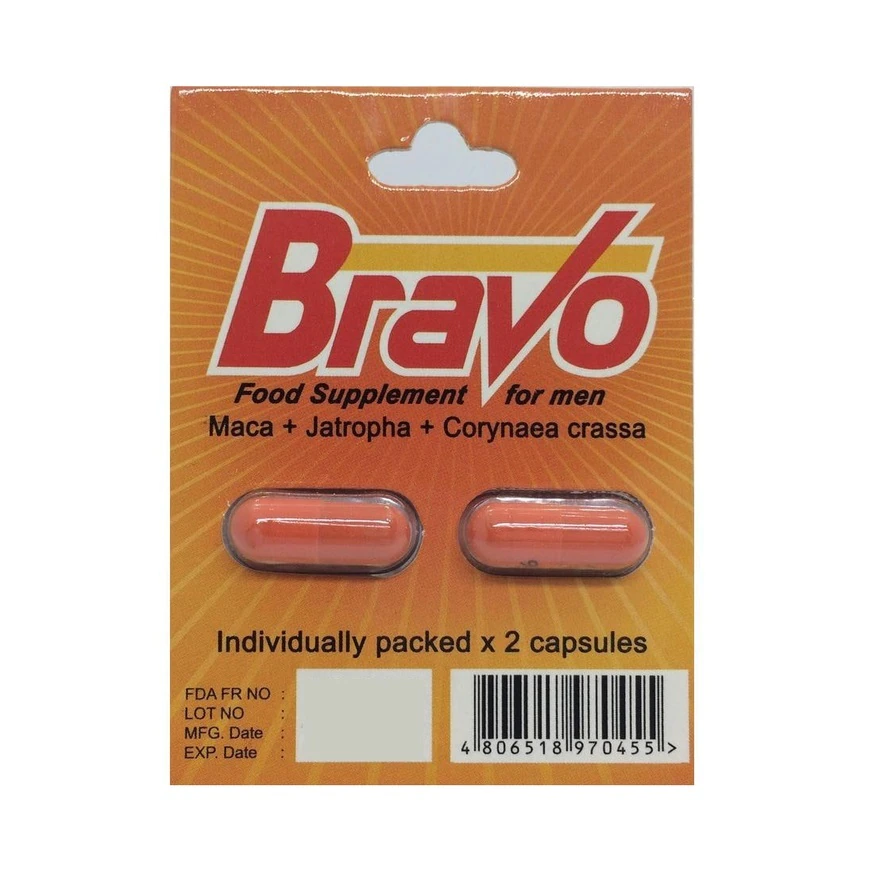 Bravo
Food Supplement for men
Maca + Jatropha + Corynaea crassa
Individually packed x 2 capsules
FDA FR NO :
LOT NO :
MFG. Date :
EXP. Date :
4 806518 970455 >